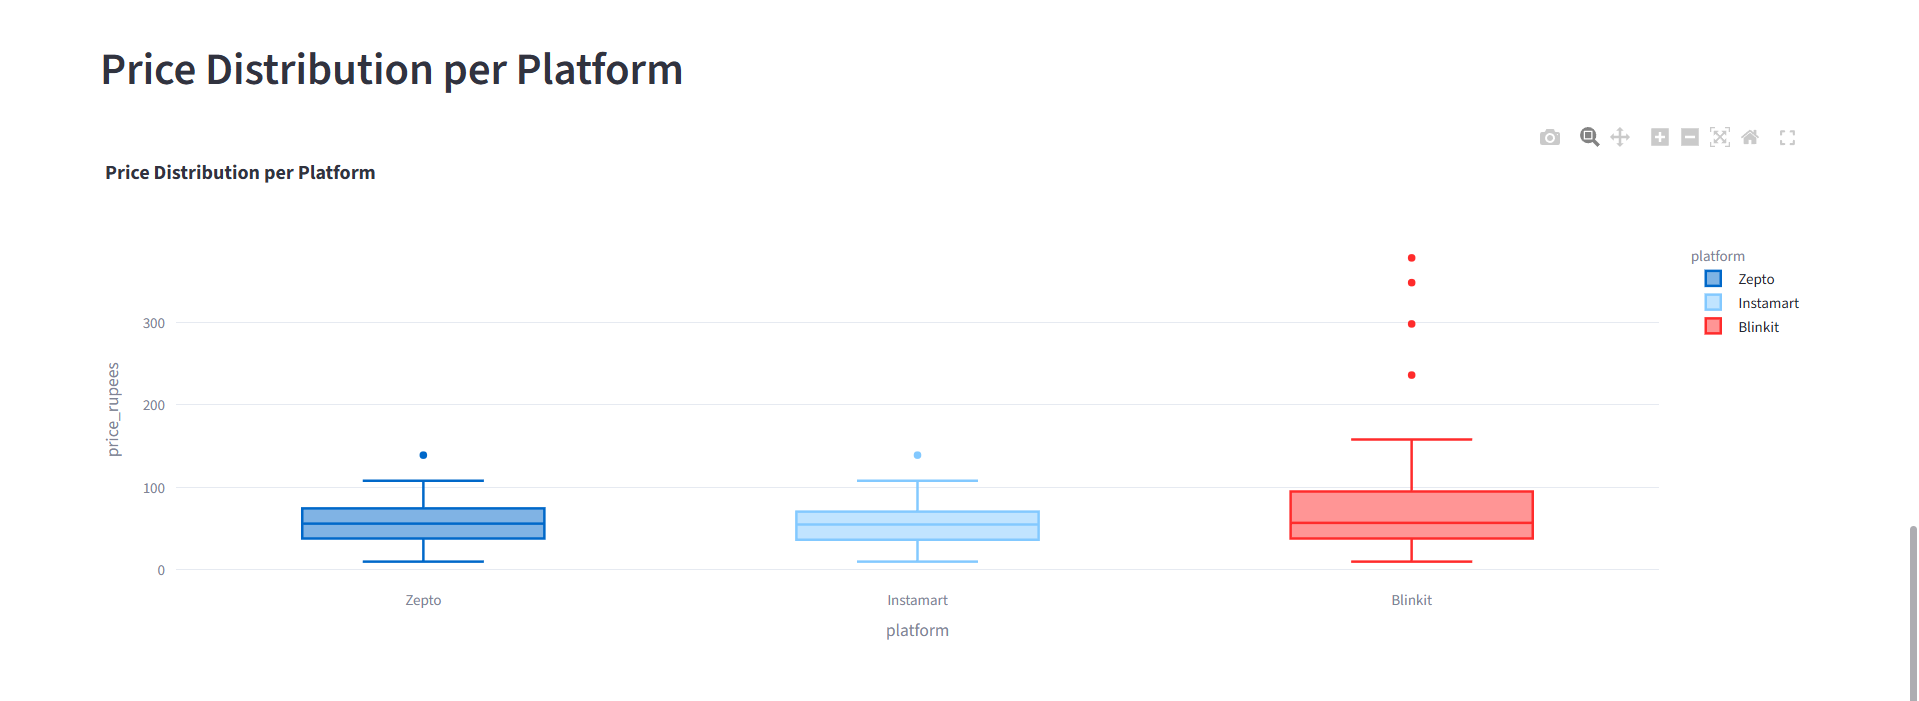 Price Distribution per Platform
Price Distribution per Platform
platform
Zepto
Instamart
Blinkit
300
200
100
0
price_rupees
Zepto
Instamart
Blinkit
platform